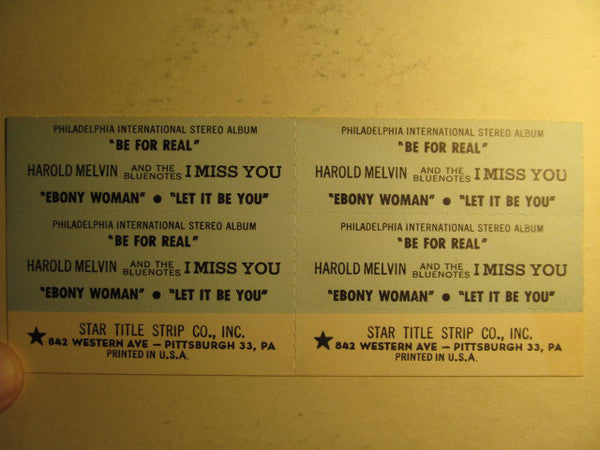 PHILADELPHIA INTERNATIONAL STEREO ALBUM
"BE FOR REAL"
HAROLD MELVIN AND THE BLUENOTES I MISS YOU
"EBONY WOMAN" ● "LET IT BE YOU"
PHILADELPHIA INTERNATIONAL STEREO ALBUM
"BE FOR REAL"
HAROLD MELVIN AND THE BLUENOTES I MISS YOU
"EBONY WOMAN" ● "LET IT BE YOU"
★ STAR TITLE STRIP CO., INC.
842 WESTERN AVE — PITTSBURGH 33, PA
PRINTED IN U.S.A.
PHILADELPHIA INTERNATIONAL STEREO ALBUM
"BE FOR REAL"
HAROLD MELVIN AND THE BLUENOTES I MISS YOU
"EBONY WOMAN" ● "LET IT BE YOU"
PHILADELPHIA INTERNATIONAL STEREO ALBUM
"BE FOR REAL"
HAROLD MELVIN AND THE BLUENOTES I MISS YOU
"EBONY WOMAN" ● "LET IT BE YOU"
★ STAR TITLE STRIP CO., INC.
842 WESTERN AVE — PITTSBURGH 33, PA
PRINTED IN U.S.A.